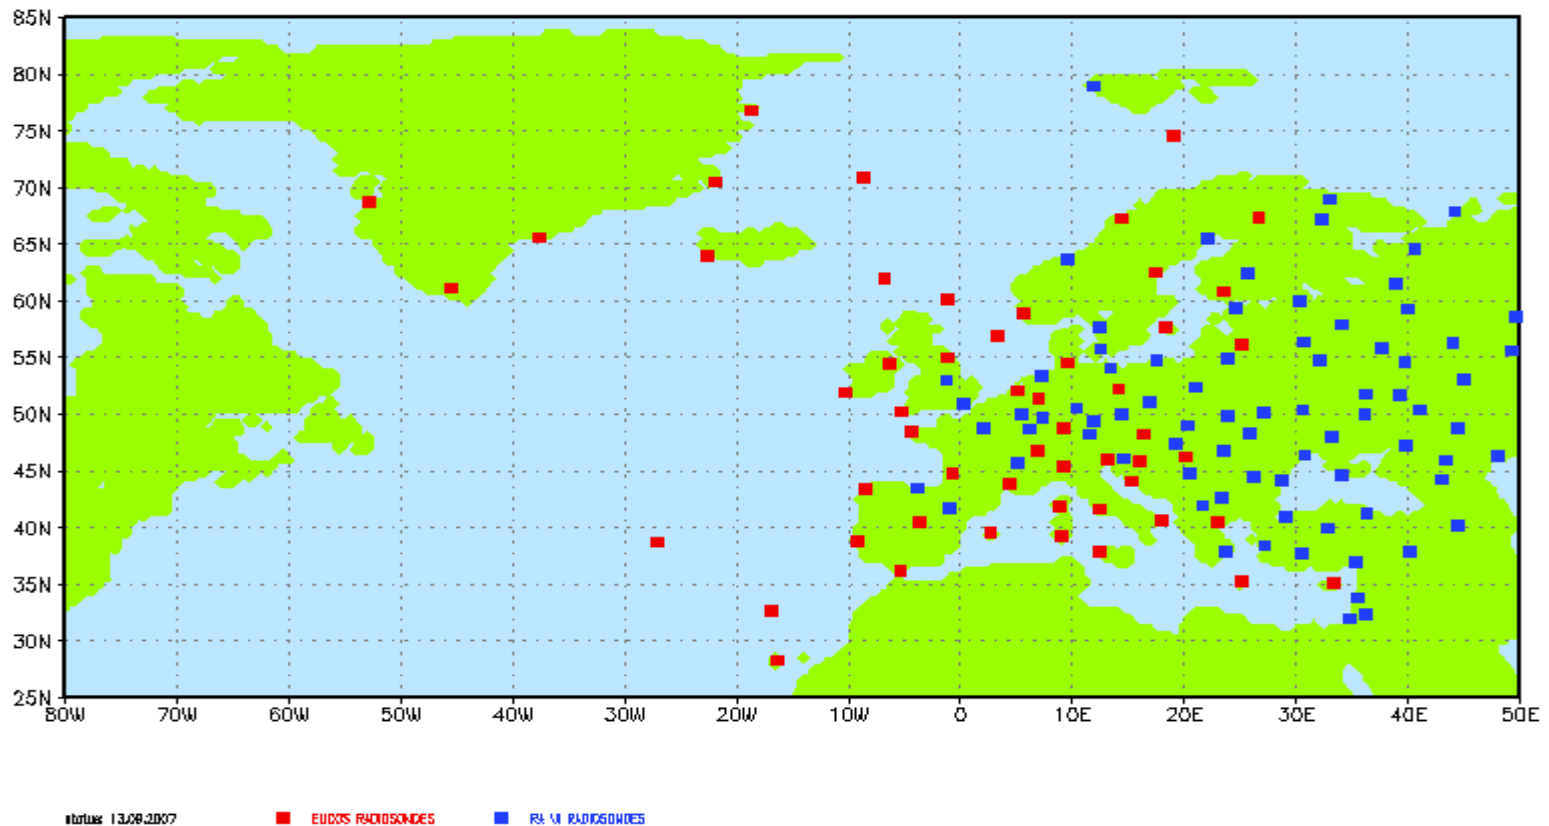 85N
80N
75N
70N
65N
60N
55N
50N
45N
40N
35N
30N
25N
80W 70W 60W 50W 40W 30W 20W 10W 0 10E 20E 30E 40E 50E
status: 13.09.2007 EUCOS RADIOSONDES RA VI RADIOSONDES